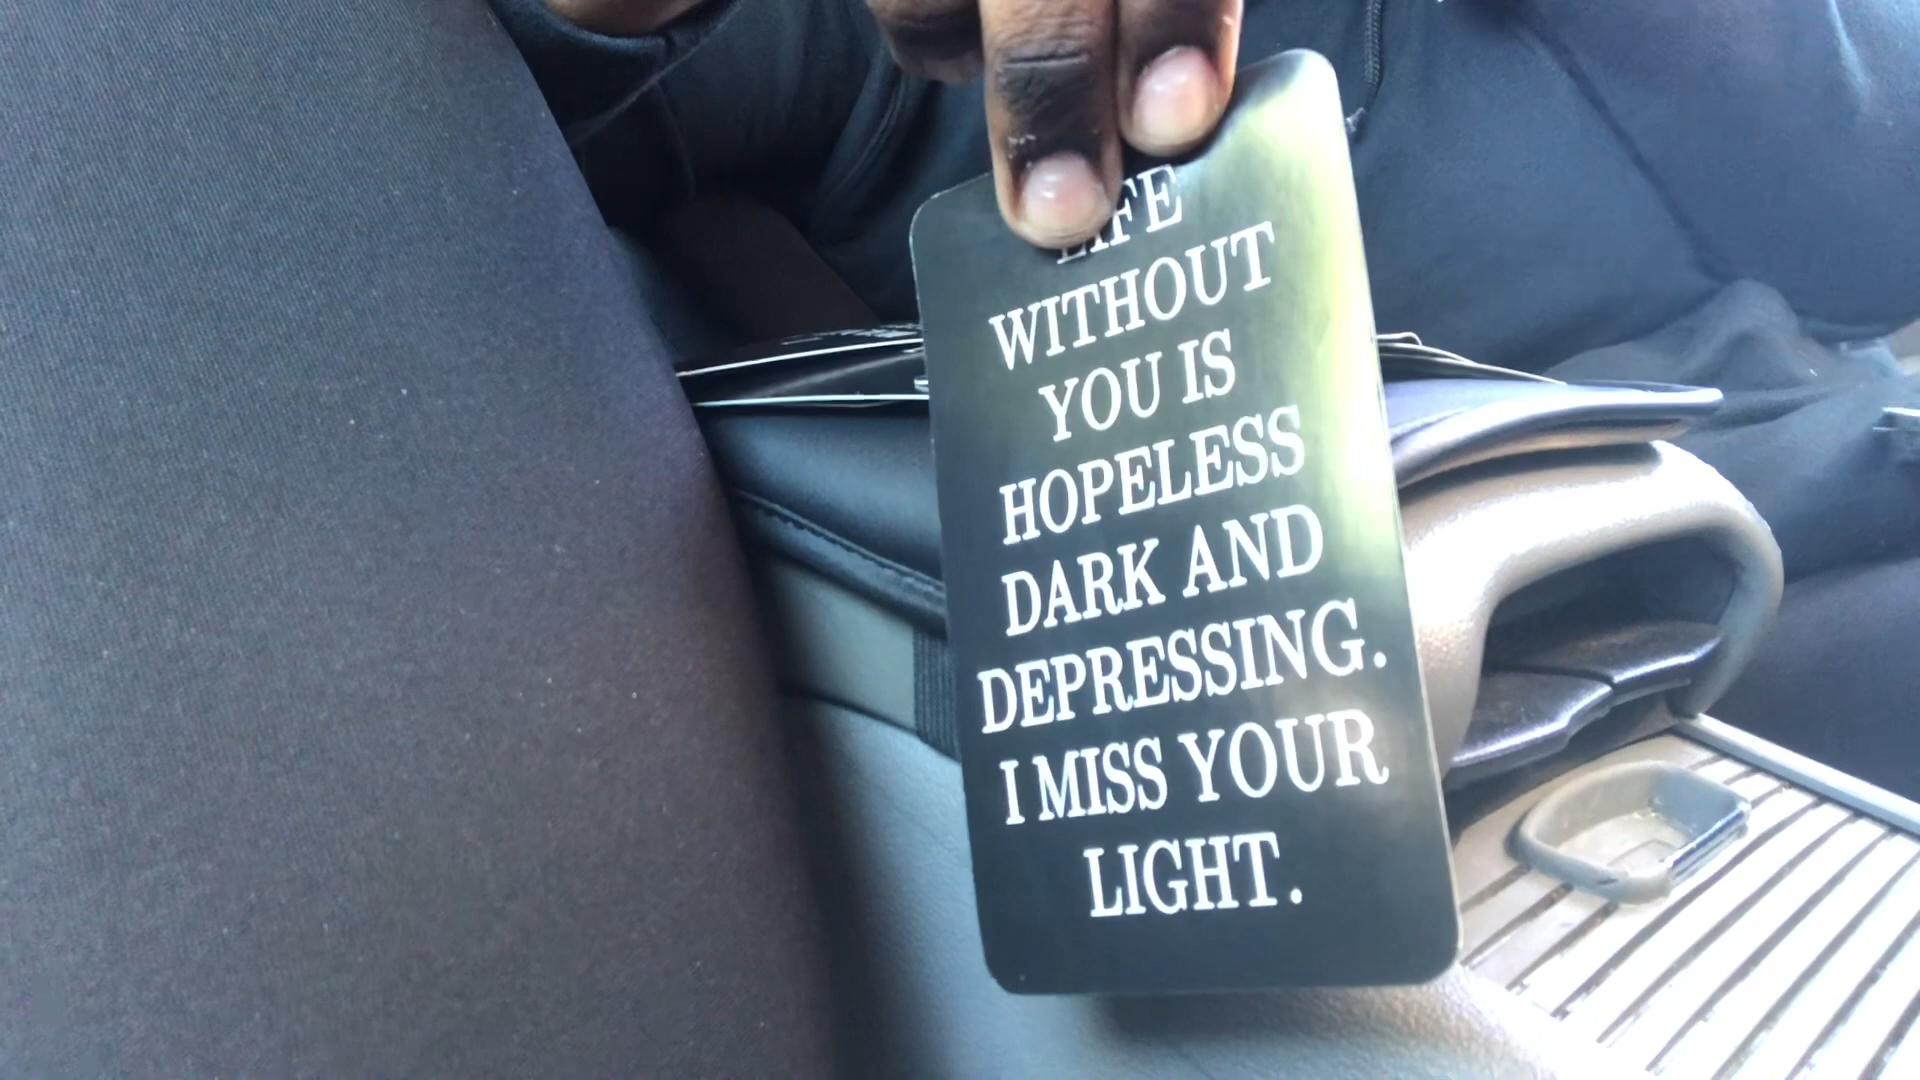 LIFE
WITHOUT
YOU IS
HOPELESS
DARK AND
DEPRESSING.
I MISS YOUR
LIGHT.